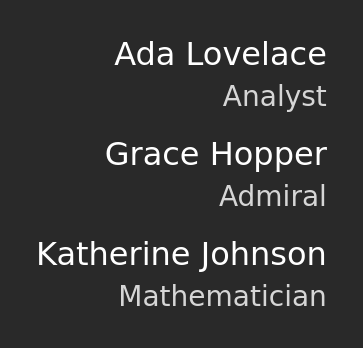 Ada Lovelace
Analyst
Grace Hopper
Admiral
Katherine Johnson
Mathematician